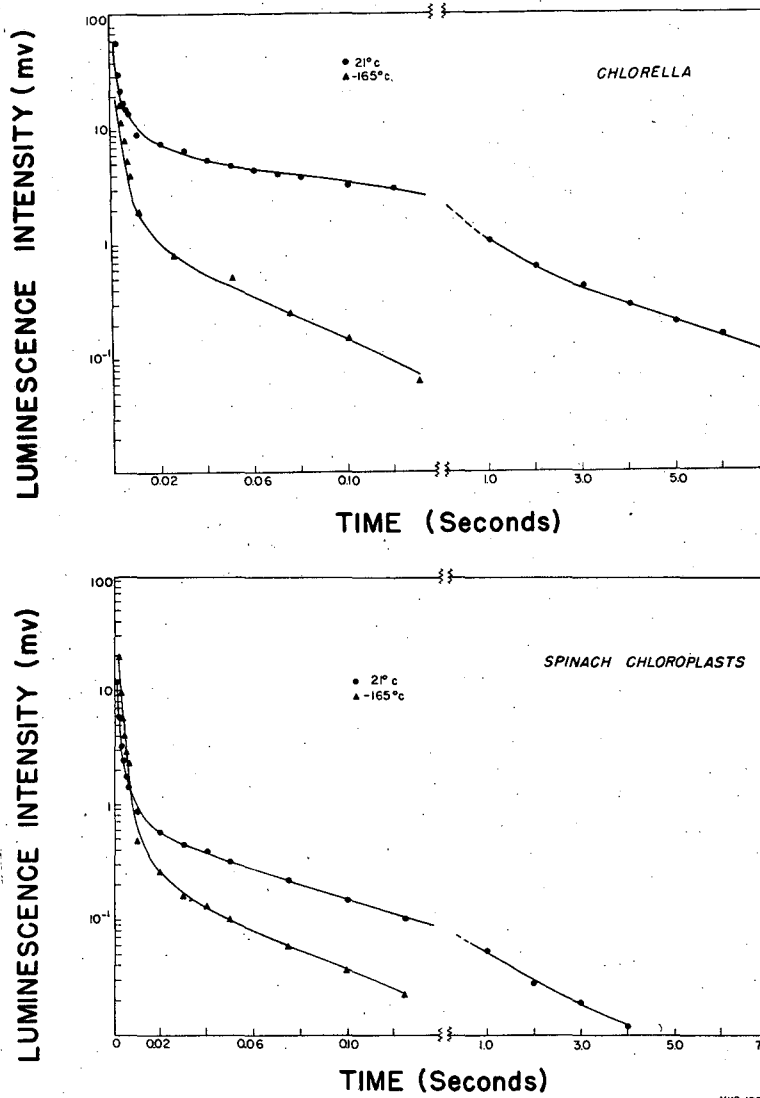 100
10
1
10⁻¹
LUMINESCENCE INTENSITY (mv)
● 21°c
▲ -165°c.
CHLORELLA
0.02 0.06 0.10 1.0 3.0 5.0
TIME (Seconds)
100
10
1
10⁻¹
LUMINESCENCE INTENSITY (mv)
● 21°c
▲ -165°c
SPINACH CHLOROPLASTS
0 0.02 0.06 0.10 1.0 3.0 5.0 7
TIME (Seconds)